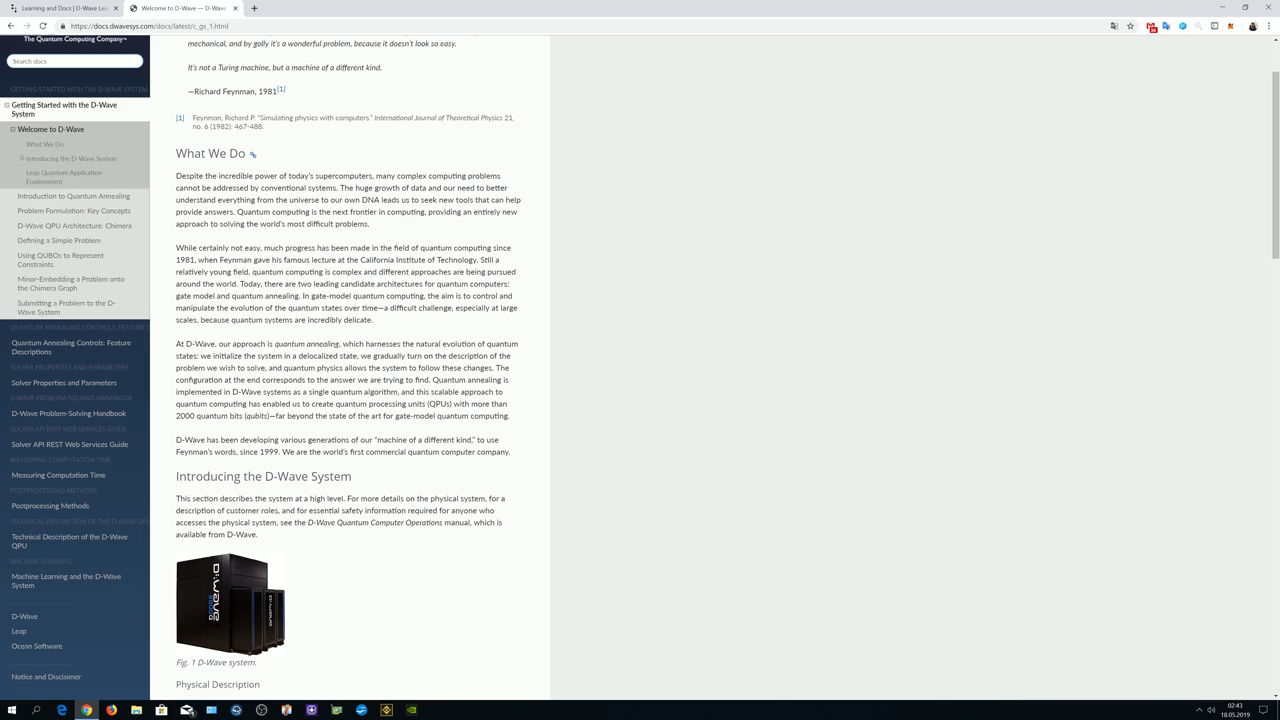 Learning and Docs | D-Wave Lea
Welcome to D-Wave — D-Wave
https://docs.dwavesys.com/docs/latest/c_gs_1.html
The Quantum Computing Company™
Search docs
GETTING STARTED WITH THE D-WAVE SYSTEM
Getting Started with the D-Wave
System
Welcome to D-Wave
What We Do
Introducing the D-Wave System
Leap Quantum Application
Environment
Introduction to Quantum Annealing
Problem Formulation: Key Concepts
D-Wave QPU Architecture: Chimera
Defining a Simple Problem
Using QUBOs to Represent
Constraints
Minor-Embedding a Problem onto
the Chimera Graph
Submitting a Problem to the D-
Wave System
QUANTUM ANNEALING CONTROLS: FEATURE D
Quantum Annealing Controls: Feature
Descriptions
SOLVER PROPERTIES AND PARAMETERS
Solver Properties and Parameters
D-WAVE PROBLEM-SOLVING HANDBOOK
D-Wave Problem-Solving Handbook
SOLVER API REST WEB SERVICES GUIDE
Solver API REST Web Services Guide
MEASURING COMPUTATION TIME
Measuring Computation Time
POSTPROCESSING METHODS
Postprocessing Methods
TECHNICAL DESCRIPTION OF THE D-WAVE QPU
Technical Description of the D-Wave
QPU
MACHINE LEARNING
Machine Learning and the D-Wave
System
D-Wave
Leap
Ocean Software
Notice and Disclaimer
mechanical, and by golly it's a wonderful problem, because it doesn't look so easy.
It's not a Turing machine, but a machine of a different kind.
—Richard Feynman, 1981[1]
[1] Feynman, Richard P. "Simulating physics with computers." International Journal of Theoretical Physics 21,
no. 6 (1982): 467-488.
What We Do
Despite the incredible power of today's supercomputers, many complex computing problems
cannot be addressed by conventional systems. The huge growth of data and our need to better
understand everything from the universe to our own DNA leads us to seek new tools that can help
provide answers. Quantum computing is the next frontier in computing, providing an entirely new
approach to solving the world's most difficult problems.
While certainly not easy, much progress has been made in the field of quantum computing since
1981, when Feynman gave his famous lecture at the California Institute of Technology. Still a
relatively young field, quantum computing is complex and different approaches are being pursued
around the world. Today, there are two leading candidate architectures for quantum computers:
gate model and quantum annealing. In gate-model quantum computing, the aim is to control and
manipulate the evolution of the quantum states over time—a difficult challenge, especially at large
scales, because quantum systems are incredibly delicate.
At D-Wave, our approach is quantum annealing, which harnesses the natural evolution of quantum
states: we initialize the system in a delocalized state, we gradually turn on the description of the
problem we wish to solve, and quantum physics allows the system to follow these changes. The
configuration at the end corresponds to the answer we are trying to find. Quantum annealing is
implemented in D-Wave systems as a single quantum algorithm, and this scalable approach to
quantum computing has enabled us to create quantum processing units (QPUs) with more than
2000 quantum bits (qubits)—far beyond the state of the art for gate-model quantum computing.
D-Wave has been developing various generations of our "machine of a different kind," to use
Feynman's words, since 1999. We are the world's first commercial quantum computer company.
Introducing the D-Wave System
This section describes the system at a high level. For more details on the physical system, for a
description of customer roles, and for essential safety information required for anyone who
accesses the physical system, see the D-Wave Quantum Computer Operations manual, which is
available from D-Wave.
D:WAVE
2000Q
Fig. 1 D-Wave system.
Physical Description
02:43
18.05.2019